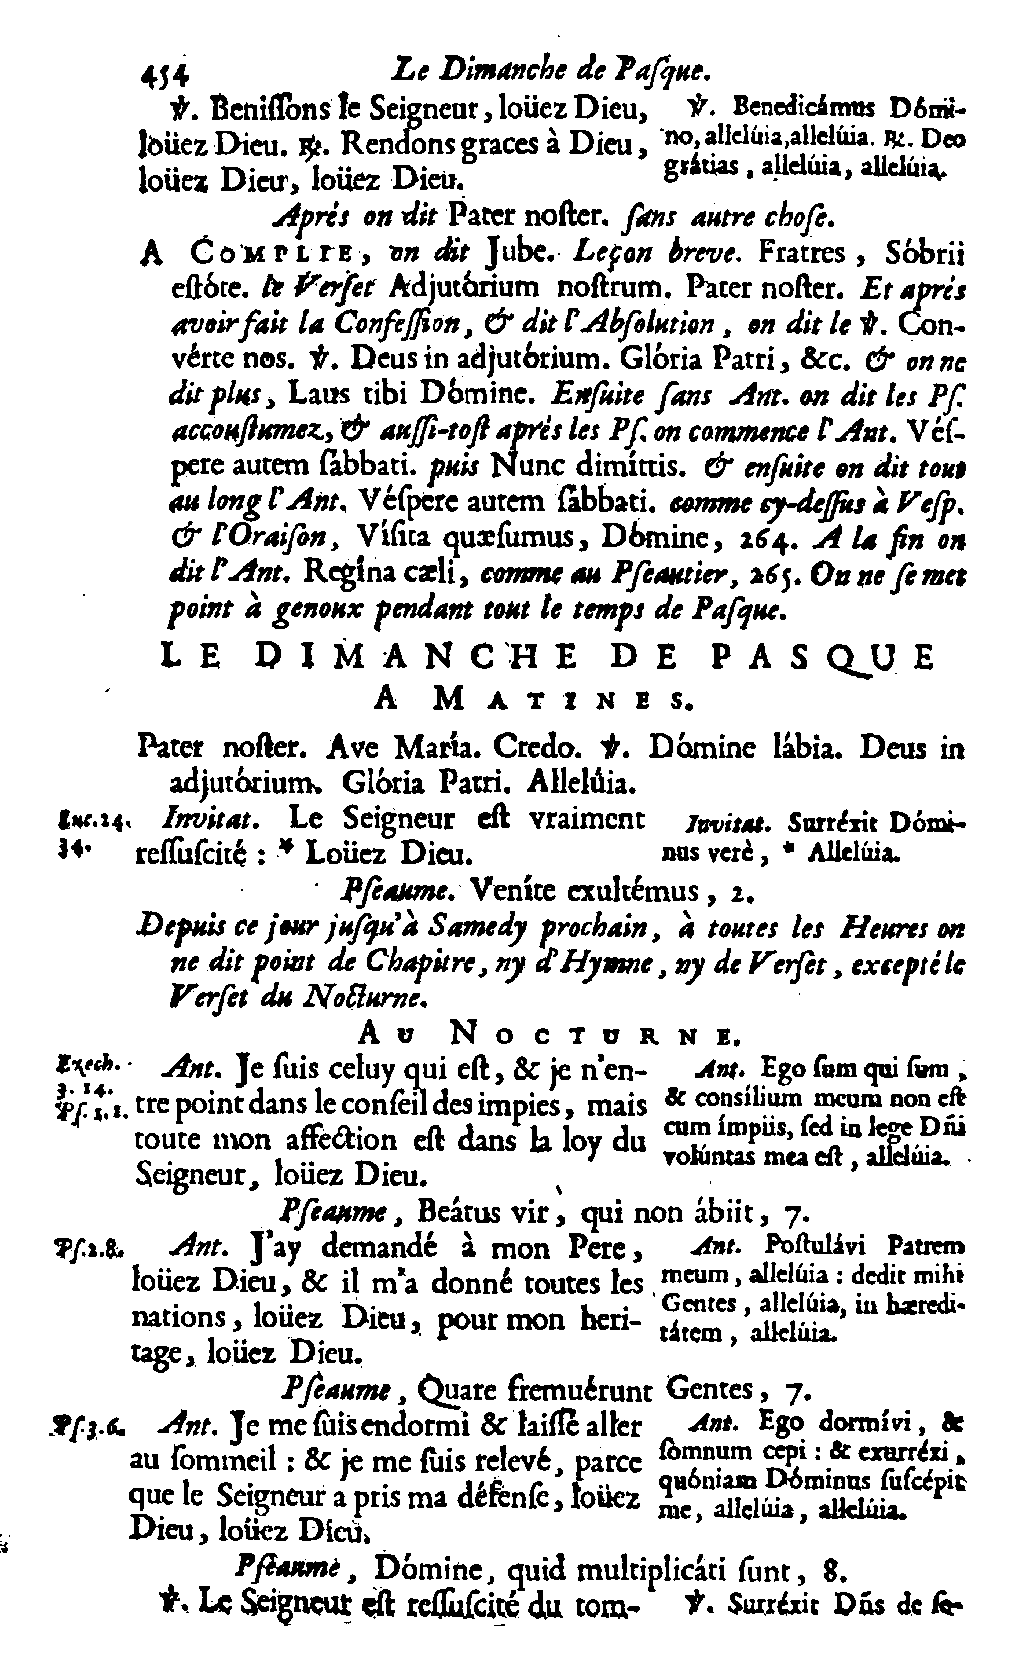 454 Le Dimanche de Paſque.
℣. Beniſſons le Seigneur, loüez Dieu,
loüez Dieu. ℟. Rendons graces à Dieu,
loüez Dieu, loüez Dieu.
℣. Benedicámus Dómi-
no, allelúia, allelúia. ℟. Deo
grátias, allelúia, allelúia.
Aprés on dit Pater noſter. ſans autre choſe.
A COMPLIE, on dit Jube. Leçon breve. Fratres, Sóbrii
eſtóte. le Verſet Adjutórium noſtrum. Pater noſter. Et aprés
avoir fait la Confeſſion, & dit l'Abſolution, on dit le ℣. Con-
vérte nos. ℣. Deus in adjutórium. Glória Patri, &c. & on ne
dit plus, Laus tibi Dómine. Enſuite ſans Ant. on dit les Pſ.
accouſtumez, & auſſi-toſt aprés les Pſ. on commence l'Ant. Véſ-
pere autem ſábbati. puis Nunc dimíttis. & enſuite on dit tout
au long l'Ant. Véſpere autem ſábbati. comme cy-deſſus à Veſp.
& l'Oraiſon, Víſita quæſumus, Dómine, 264. A la fin on
dit l'Ant. Regína cæli, comme au Pſeautier, 265. On ne ſe met
point à genoux pendant tout le temps de Paſque.
LE DIMANCHE DE PASQUE
A MATINES.
Pater noſter. Ave María. Credo. ℣. Dómine lábia. Deus in
adjutórium. Glória Patri. Allelúia.
Luc. 24.
34.
Invitat. Le Seigneur eſt vraiment
reſſuſcité : * Loüez Dieu.
Invitat. Surréxit Dómi-
nus verè, * Allelúia.
Pſeaume. Veníte exultémus, 2.
Depuis ce jour juſqu'à Samedy prochain, à toutes les Heures on
ne dit point de Chapitre, ny d'Hymne, ny de Verſet, excepté le
Verſet du Nocturne.
AU NOCTURNE.
Exech.
3. 14.
Pſ. 1. 1.
Ant. Je ſuis celuy qui eſt, & je n'en-
tre point dans le conſeil des impies, mais
toute mon affection eſt dans la loy du
Seigneur, loüez Dieu.
Ant. Ego ſum qui ſum,
& consílium meum non eſt
cum ímpiis, ſed in lege Dñi
volúntas mea eſt, allelúia.
Pſeaume, Beátus vir, qui non ábiit, 7.
Pſ. 2. 8.
Ant. J'ay demandé à mon Pere,
loüez Dieu, & il m'a donné toutes les
nations, loüez Dieu, pour mon heri-
tage, loüez Dieu.
Ant. Poſtulávi Patrem
meum, allelúia : dedit mihi
Gentes, allelúia, in hæredi-
tátem, allelúia.
Pſeaume, Quare fremuérunt Gentes, 7.
Pſ. 3. 6.
Ant. Je me ſuis endormi & laiſſé aller
au ſommeil : & je me ſuis relevé, parce
que le Seigneur a pris ma défenſe, loüez
Dieu, loüez Dieu.
Ant. Ego dormívi, &
ſomnum cepi : & exurréxi,
quóniam Dóminus ſuſcépit
me, allelúia, allelúia.
Pſeaume, Dómine, quid multiplicáti ſunt, 8.
℣. Le Seigneur eſt reſſuſcité du tom-
℣. Surréxit Dñs de ſe-